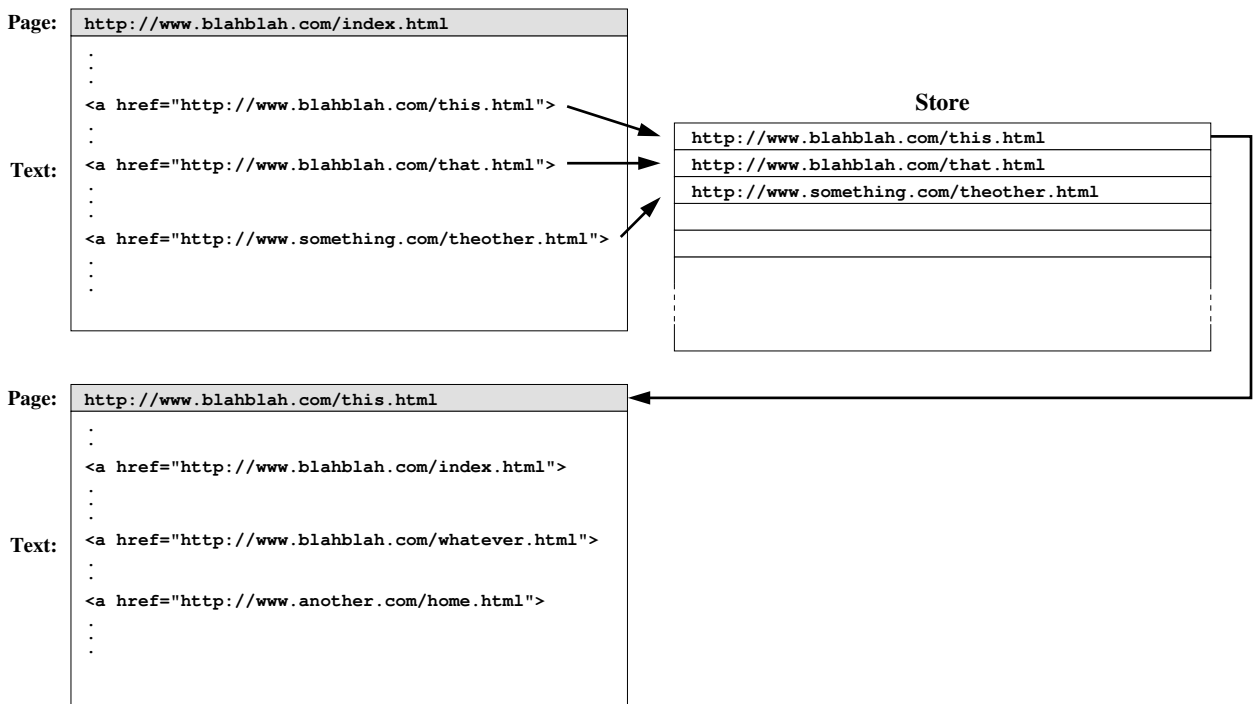 Page:
http://www.blahblah.com/index.html
.
.
.
<a href="http://www.blahblah.com/this.html">
.
.
Text:
<a href="http://www.blahblah.com/that.html">
.
.
.
<a href="http://www.something.com/theother.html">
.
.
.
Store
http://www.blahblah.com/this.html
http://www.blahblah.com/that.html
http://www.something.com/theother.html
Page:
http://www.blahblah.com/this.html
.
.
<a href="http://www.blahblah.com/index.html">
.
.
.
Text:
<a href="http://www.blahblah.com/whatever.html">
.
.
<a href="http://www.another.com/home.html">
.
.
.